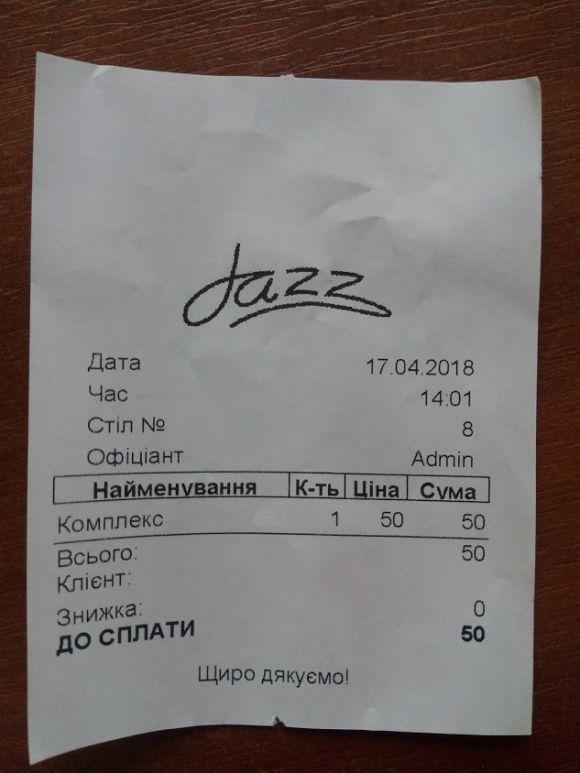 Jazz
Дата 17.04.2018
Час 14:01
Стіл № 8
Офіціант Admin
Найменування К-ть Ціна Сума
Комплекс 1 50 50
Всього: 50
Клієнт:
Знижка: 0
ДО СПЛАТИ 50
Щиро дякуємо!